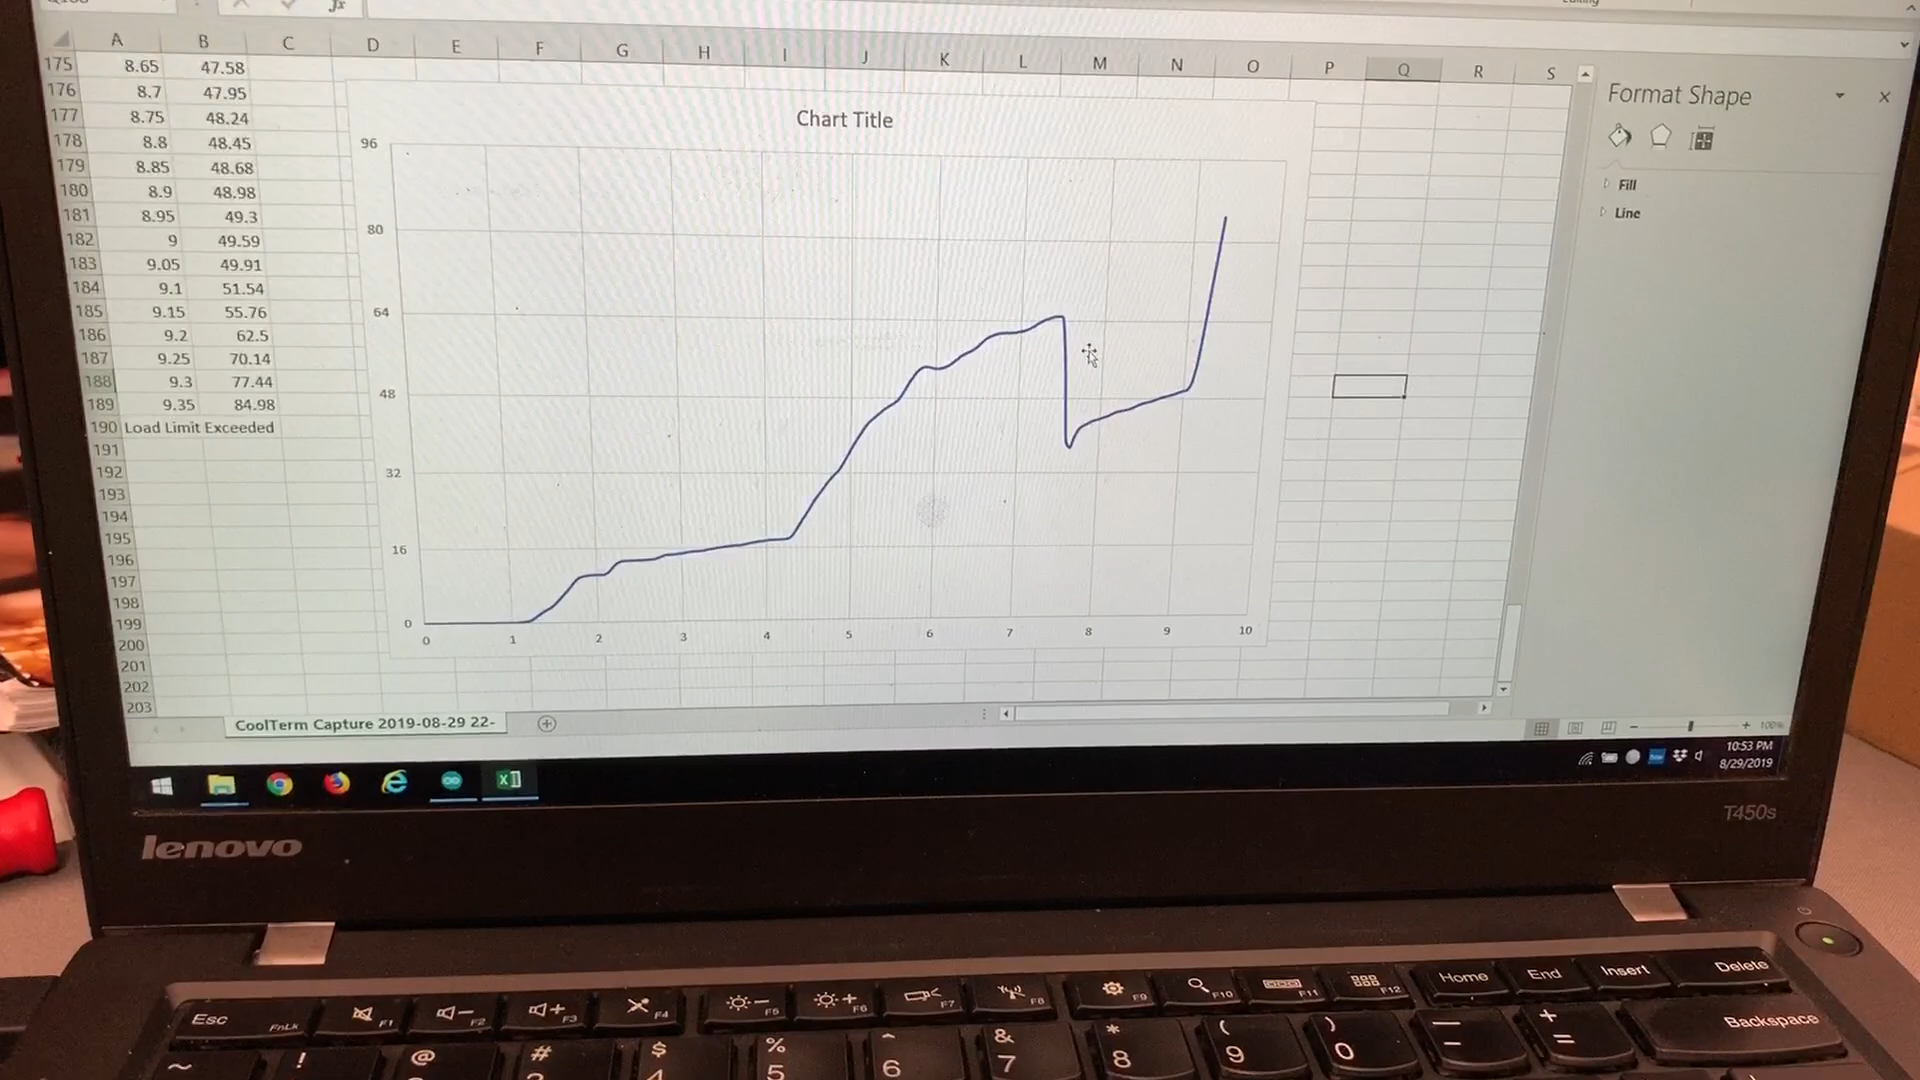 fx
A B C D E F G H I J K L M N O P Q R S
175 8.65 47.58
176 8.7 47.95
177 8.75 48.24
178 8.8 48.45
179 8.85 48.68
180 8.9 48.98
181 8.95 49.3
182 9 49.59
183 9.05 49.91
184 9.1 51.54
185 9.15 55.76
186 9.2 62.5
187 9.25 70.14
188 9.3 77.44
189 9.35 84.98
190 Load Limit Exceeded
191
192
193
194
195
196
197
198
199
200
201
202
203
Chart Title
96
80
64
48
32
16
0
0 1 2 3 4 5 6 7 8 9 10
Format Shape
Fill
Line
CoolTerm Capture 2019-08-29 22-
100%
10:53 PM
8/29/2019
lenovo
T450s
Esc FnLk F1 F2 F3 F4 F5 F6 F7 F8 F9 F10 F11 F12 Home End Insert Delete
~ ! @ # $ % 5 ^ 6 & 7 * 8 ( 9 ) 0 — - + = Backspace